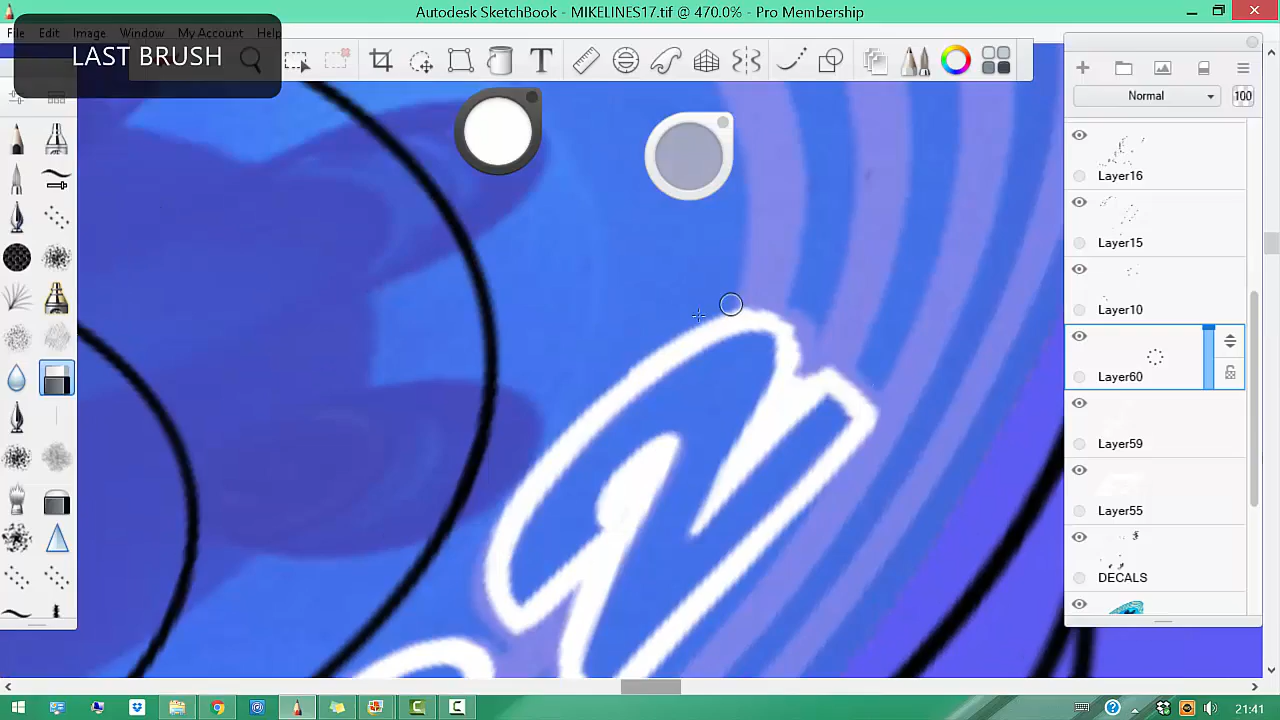 Autodesk SketchBook - MIKELINES17.tif @ 470.0% - Pro Membership
File Edit Image Window My Account Help
LAST BRUSH
T
Normal
100
Layer16
Layer15
Layer10
Layer60
Layer59
Layer55
DECALS
21:41